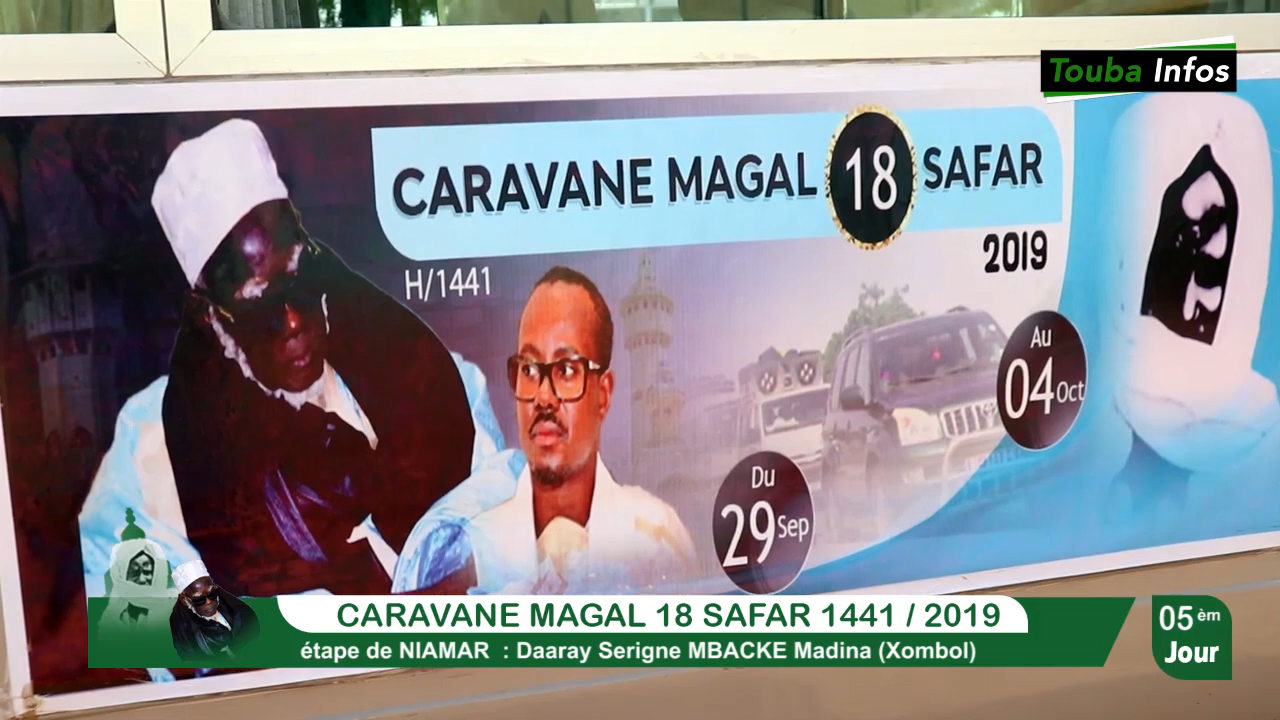 Touba Infos
CARAVANE MAGAL 18 SAFAR
2019
H/1441
Du
29 Sep
Au
04 Oct
CARAVANE MAGAL 18 SAFAR 1441 / 2019
étape de NIAMAR : Daaray Serigne MBACKE Madina (Xombol)
05 èm
Jour